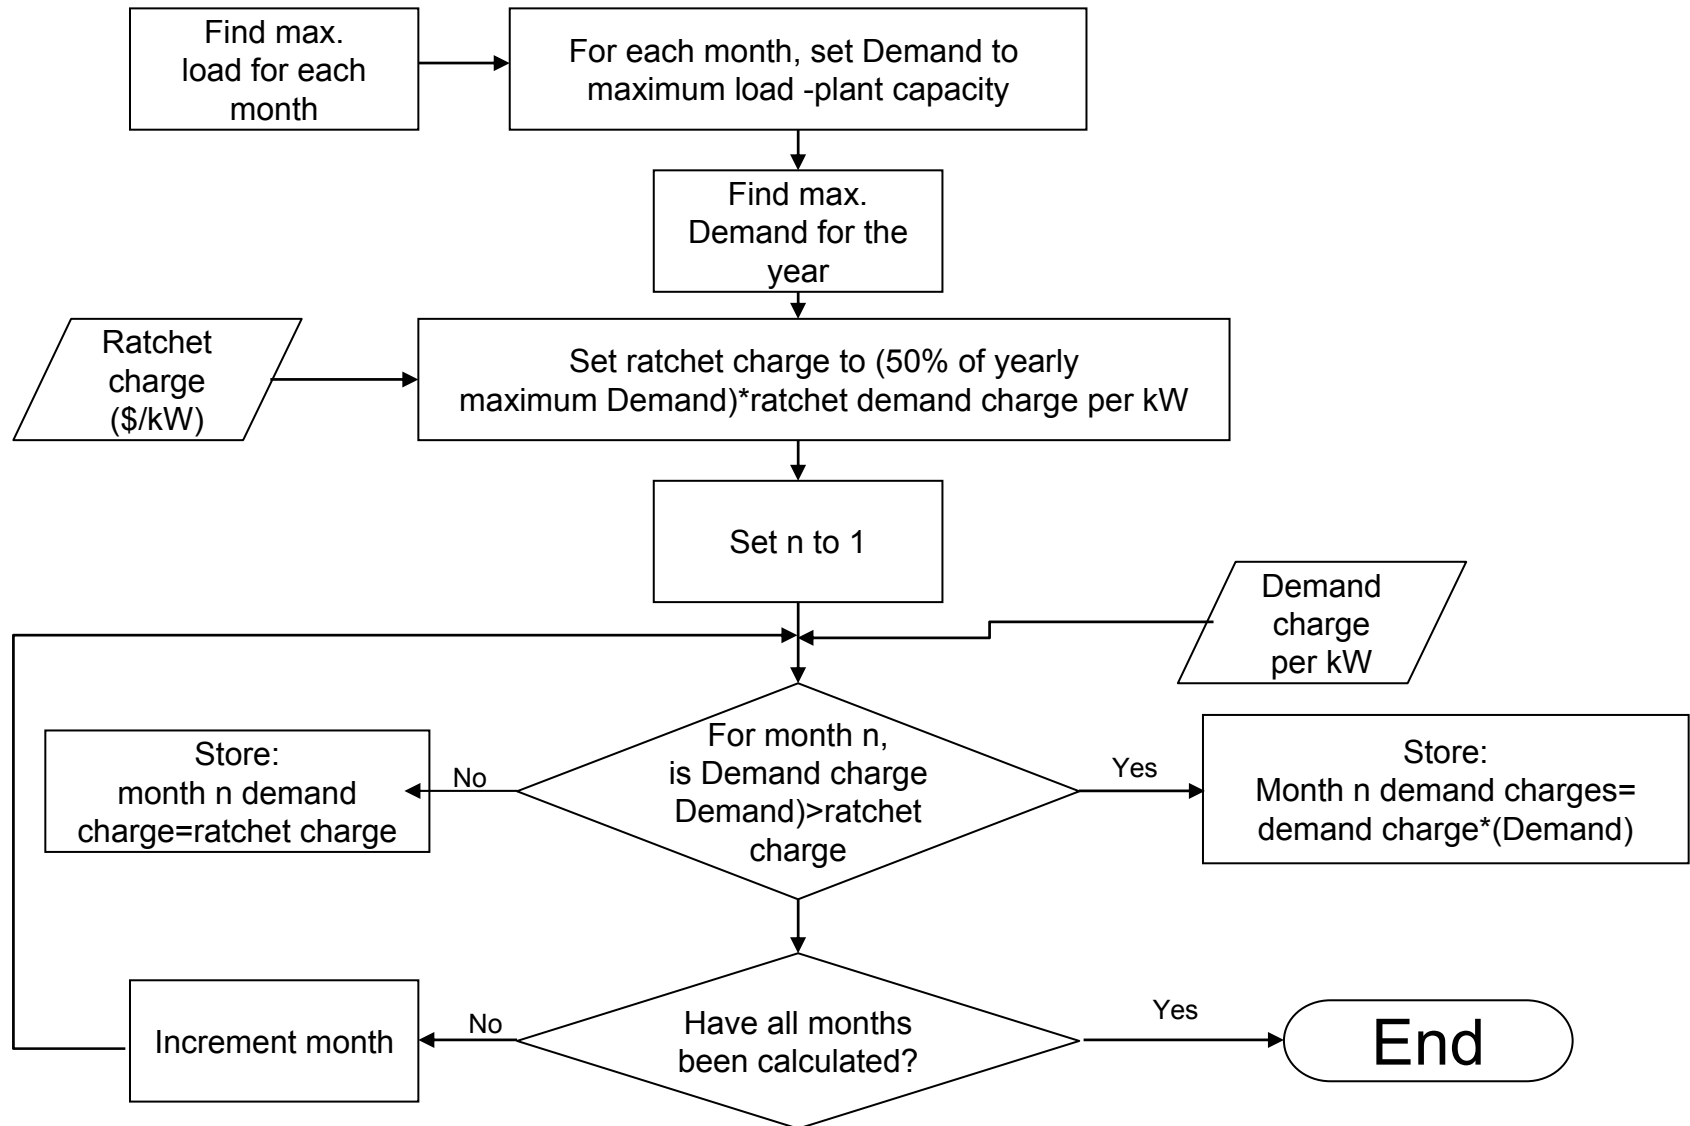 Find max.
load for each
month
For each month, set Demand to
maximum load -plant capacity
Find max.
Demand for the
year
Ratchet
charge
($/kW)
Set ratchet charge to (50% of yearly
maximum Demand)*ratchet demand charge per kW
Set n to 1
Demand
charge
per kW
Store:
month n demand
charge=ratchet charge
No
For month n,
is Demand charge
Demand)>ratchet
charge
Yes
Store:
Month n demand charges=
demand charge*(Demand)
Increment month
No
Have all months
been calculated?
Yes
End